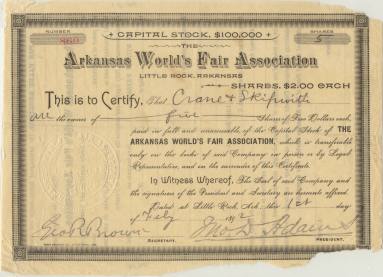 CAPITAL STOCK, $100,000
NUMBER
SHARES
860
5
THE
Arkansas World's Fair Association
LITTLE ROCK, ARKANSAS
SHARES, $2.00 EACH
This is to Certify, That Crane & Skipwith
are the owner of five Shares of Two Dollars each,
paid in full and unassessable, of the Capital Stock of THE
ARKANSAS WORLD'S FAIR ASSOCIATION, which is transferable
only on the books of said Company in person or by Legal
Representative, and on the surrender of this Certificate.
In Witness Whereof, The Seal of said Company and
the signatures of the President and Secretary are hereunto affixed.
Dated at Little Rock, Ark. this 1st day
of Feby 1892
Geo R Brown
Jno D Adams
SECRETARY.
PRESIDENT.